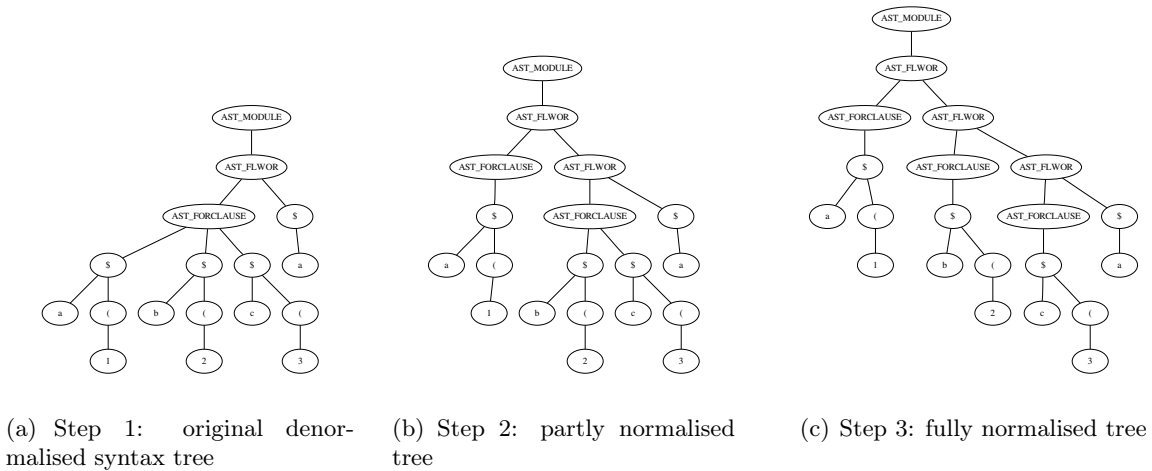 AST_MODULE
AST_FLWOR
AST_FORCLAUSE $
$ $ $ a
a ( b ( c (
1 2 3
(a) Step 1: original denor-
malised syntax tree
AST_MODULE
AST_FLWOR
AST_FORCLAUSE AST_FLWOR
$ AST_FORCLAUSE $
a ( $ $ a
1 b ( c (
2 3
(b) Step 2: partly normalised
tree
AST_MODULE
AST_FLWOR
AST_FORCLAUSE AST_FLWOR
$ AST_FORCLAUSE AST_FLWOR
a ( $ AST_FORCLAUSE $
1 b ( $ a
2 c (
3
(c) Step 3: fully normalised tree